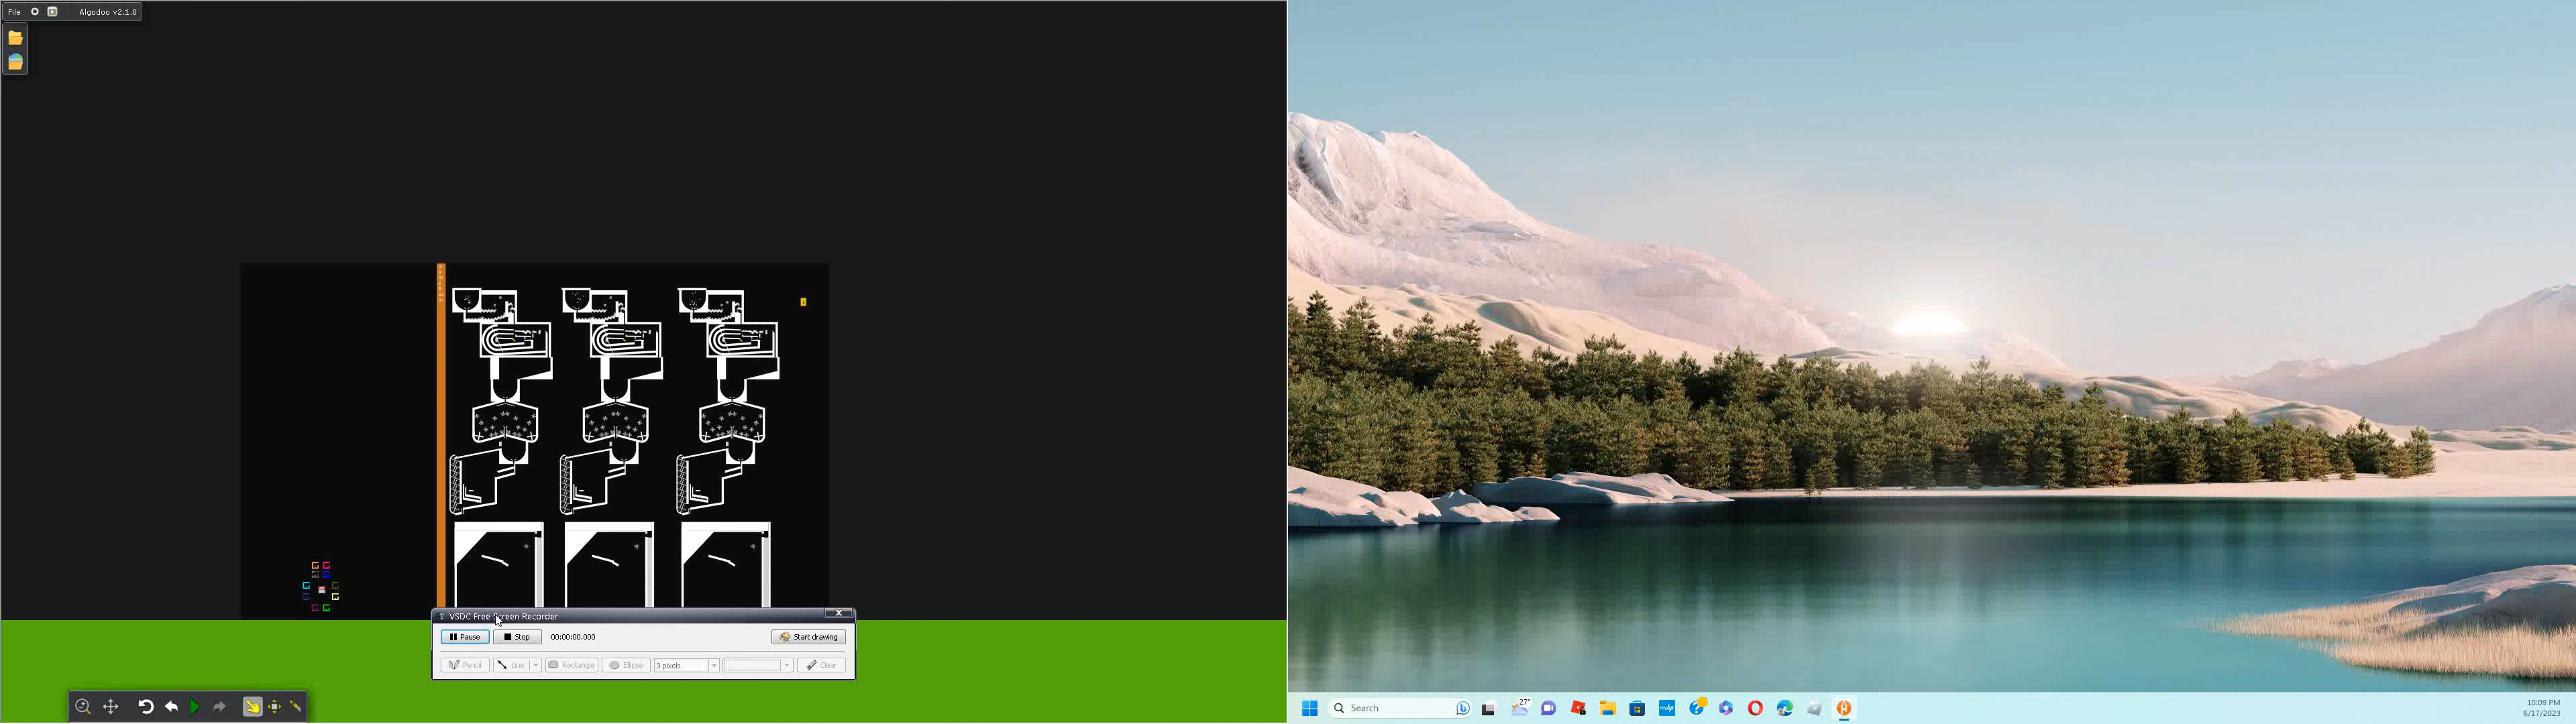 File
Algodoo v2.1.0
VSDC Free Screen Recorder
Pause
Stop
00:00:00.000
Start drawing
Pencil
Line
Rectangle
Ellipse
3 pixels
Clear
Search
27°
10:09 PM
6/17/2023